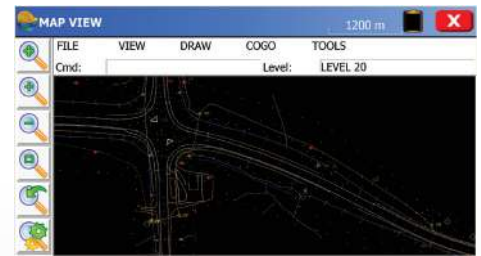 MAP VIEW 1200 m X
FILE VIEW DRAW COGO TOOLS
Cmd: Level: LEVEL 20